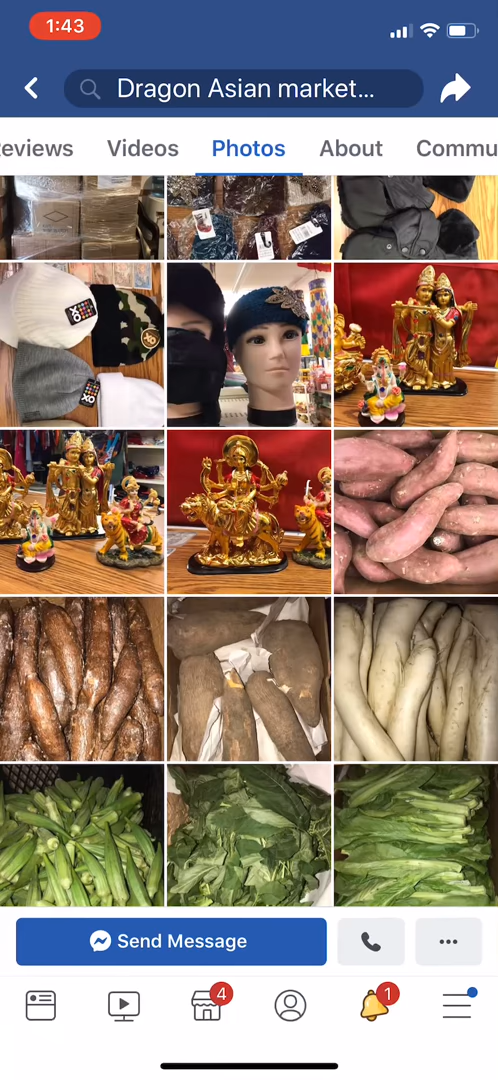 1:43
Dragon Asian market...
eviews Videos Photos About Commu
XO
XO
Send Message
4
1